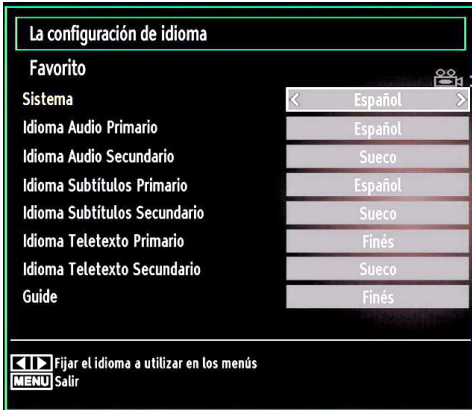 La configuración de idioma
Favorito
Sistema Español
Idioma Audio Primario Español
Idioma Audio Secundario Sueco
Idioma Subtítulos Primario Español
Idioma Subtítulos Secundario Sueco
Idioma Teletexto Primario Finés
Idioma Teletexto Secundario Sueco
Guide Finés
Fijar el idioma a utilizar en los menús
MENU Salir